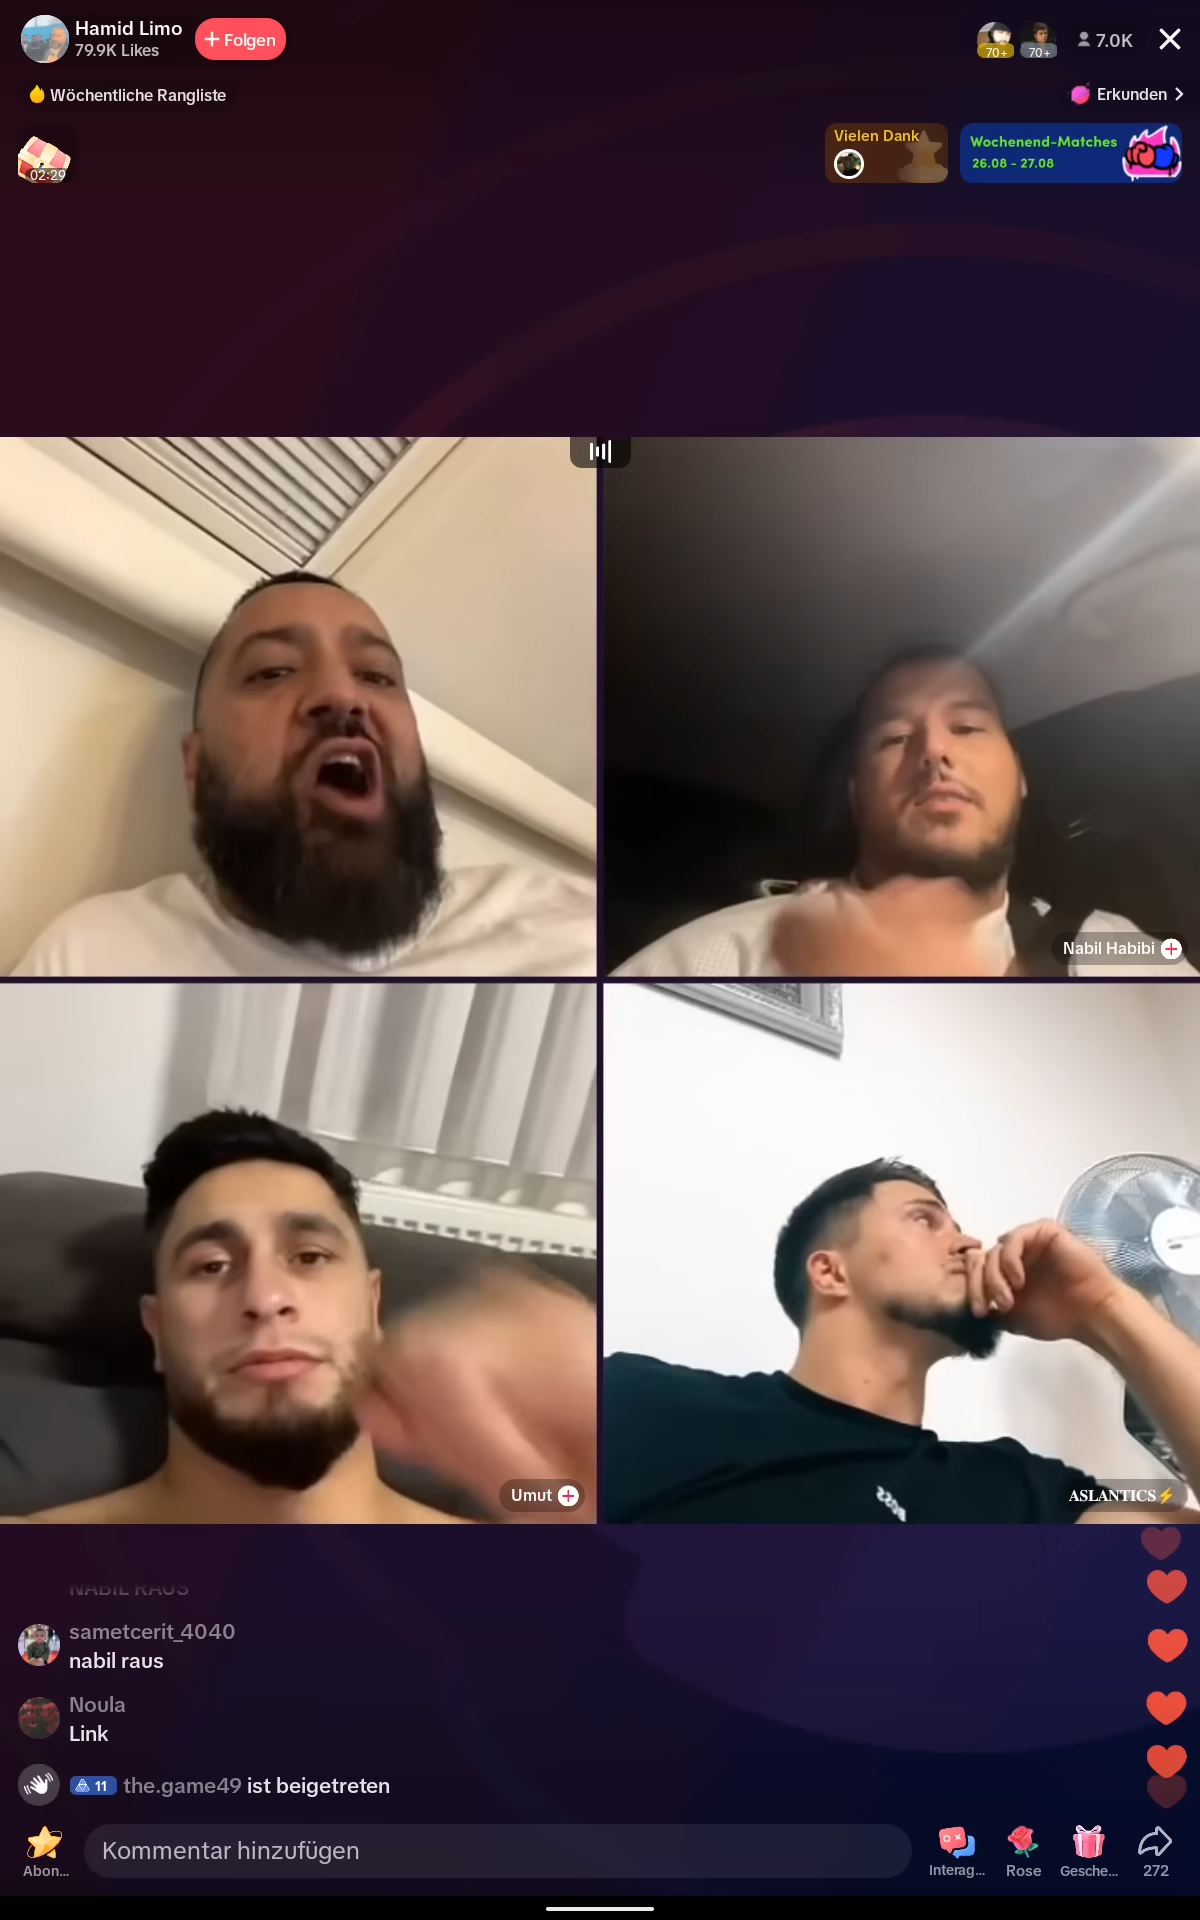 Hamid Limo
79.9K Likes
+ Folgen
70+
70+
7.0K
Wöchentliche Rangliste
Erkunden
02:29
Vielen Dank
Wochenend-Matches
26.08 - 27.08
Nabil Habibi
Umut
ASLANTICS⚡
NABIL RAUS
sametcerit_4040
nabil raus
Noula
Link
11 the.game49 ist beigetreten
Abon...
Kommentar hinzufügen
Interag...
Rose
Gesche...
272